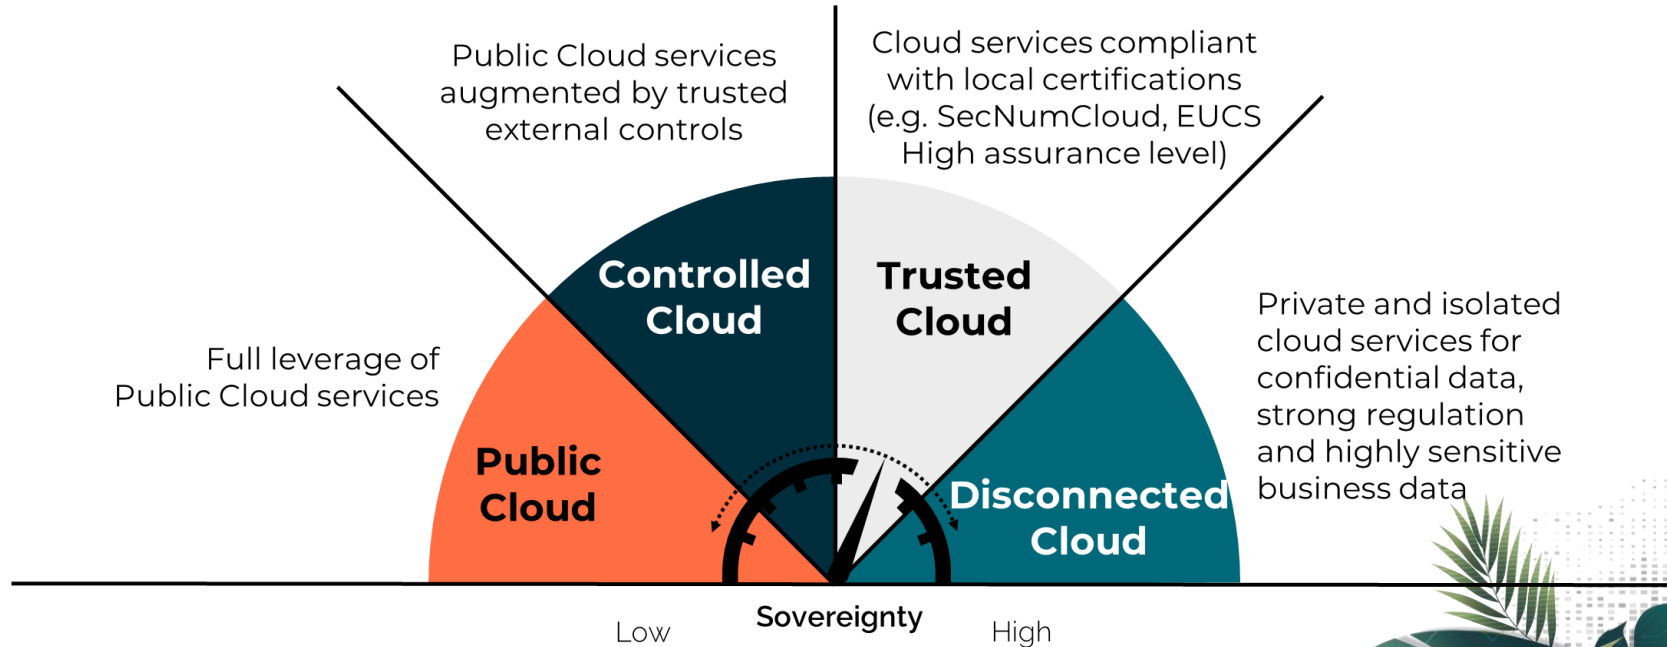 Public Cloud services
augmented by trusted
external controls
Cloud services compliant
with local certifications
(e.g. SecNumCloud, EUCS
High assurance level)
Controlled
Cloud
Trusted
Cloud
Full leverage of
Public Cloud services
Private and isolated
cloud services for
confidential data,
strong regulation
and highly sensitive
business data
Public
Cloud
Disconnected
Cloud
Low
Sovereignty
High